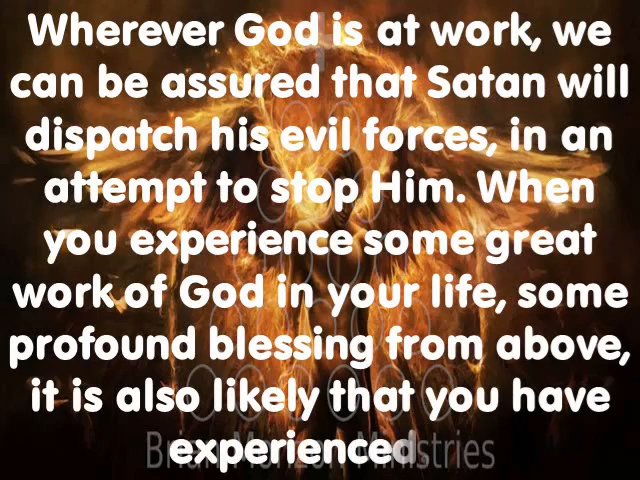 Wherever God is at work, we
can be assured that Satan will
dispatch his evil forces, in an
attempt to stop Him. When
you experience some great
work of God in your life, some
profound blessing from above,
it is also likely that you have
experienced
Ministries